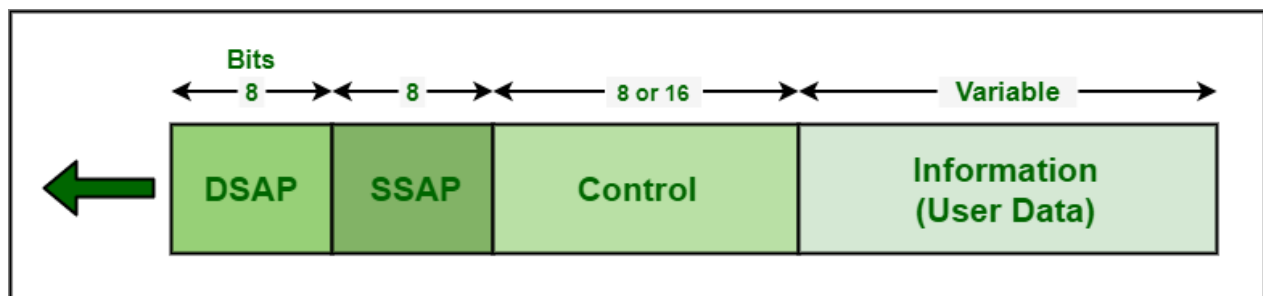 Bits
8 8 8 or 16 Variable
DSAP SSAP Control Information
(User Data)